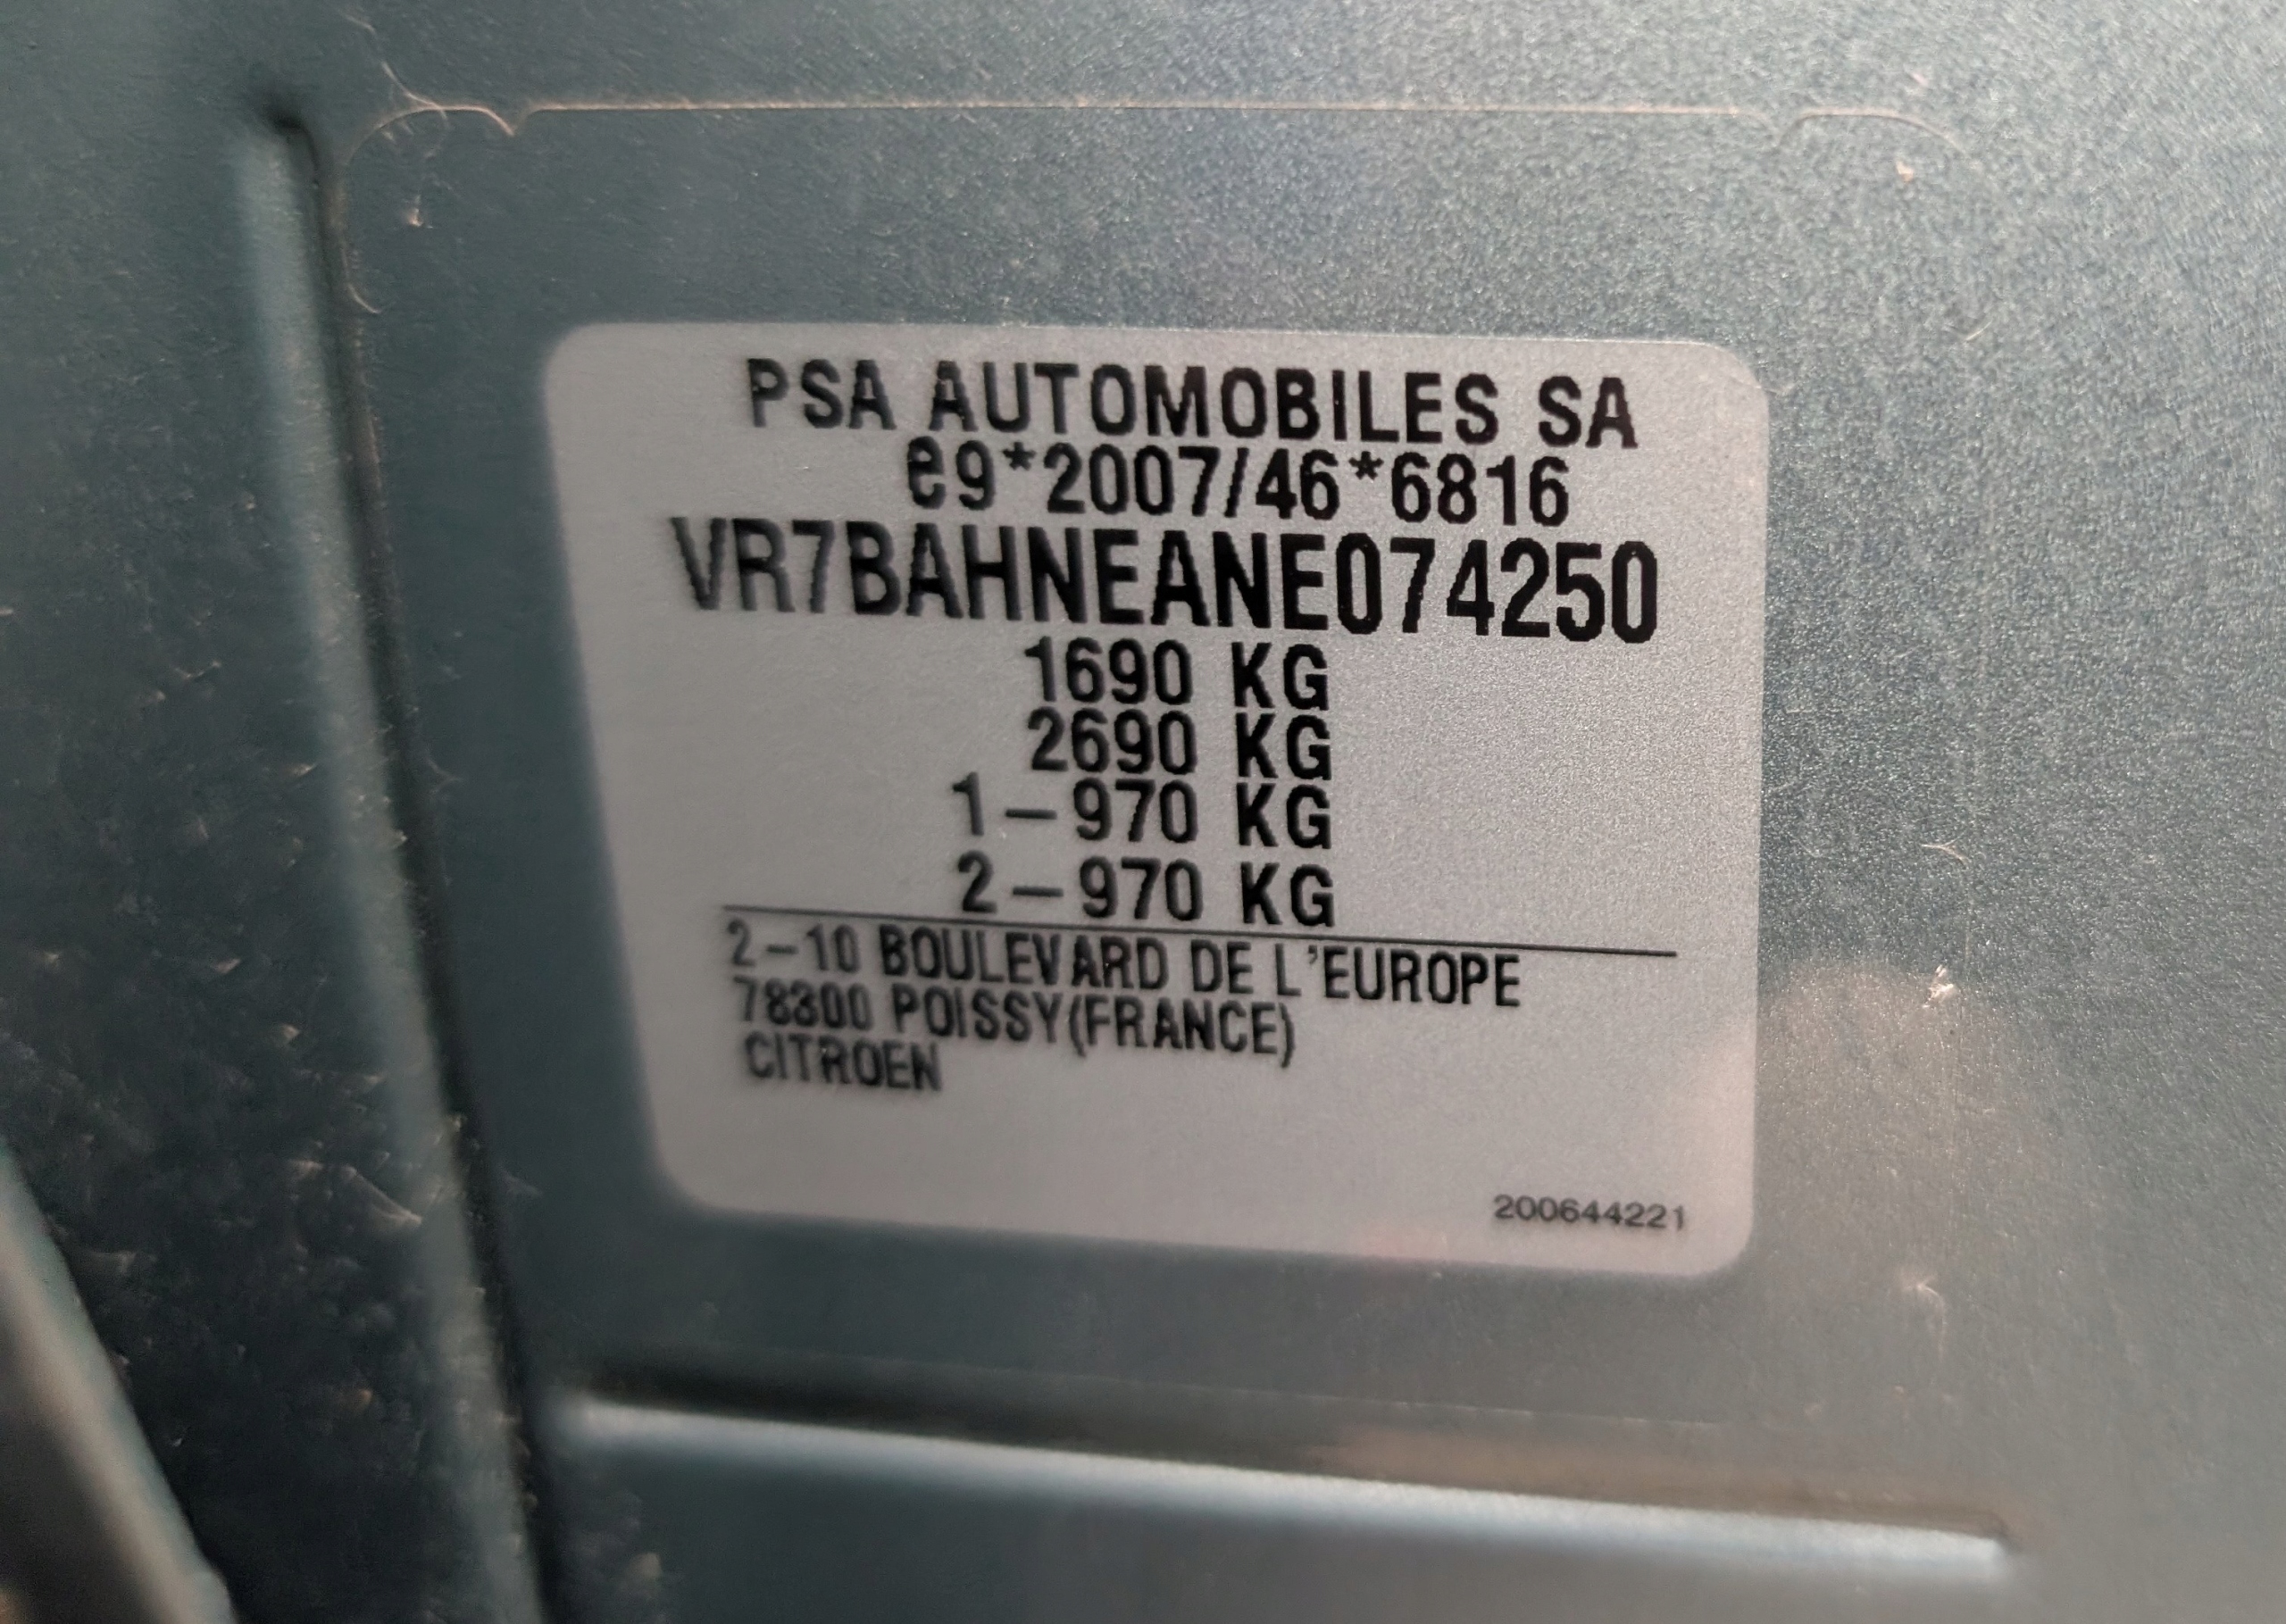 PSA AUTOMOBILES SA
e9*2007/46*6816
VR7BAHNEANE074250
1690 KG
2690 KG
1-970 KG
2-970 KG
2-10 BOULEVARD DE L'EUROPE
78300 POISSY(FRANCE)
CITROEN
200644221